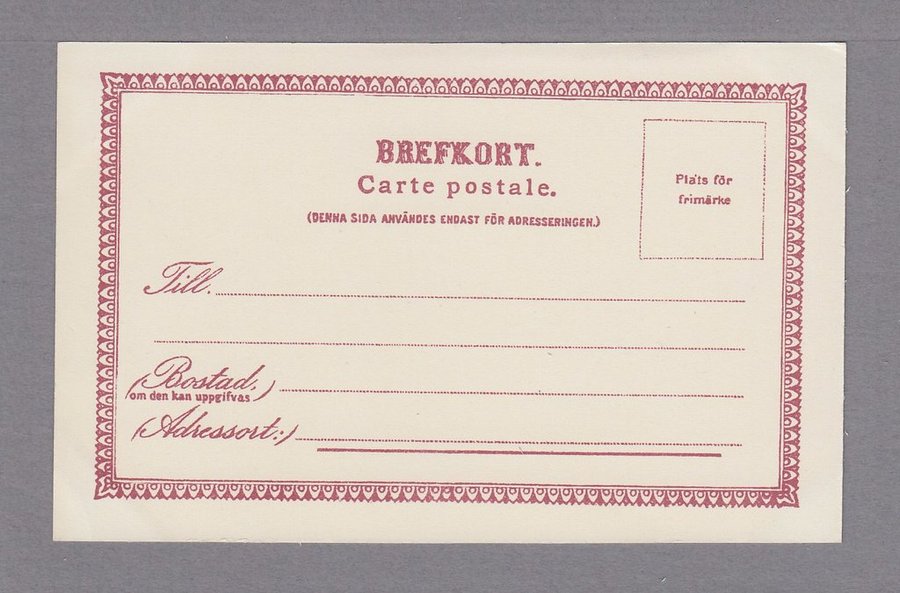 BREFKORT.
Carte postale.
(DENNA SIDA ANVÄNDES ENDAST FÖR ADRESSERINGEN.)
Plats för
frimärke
Till.
(Bostad.)
om den kan uppgifvas
(Adressort:)